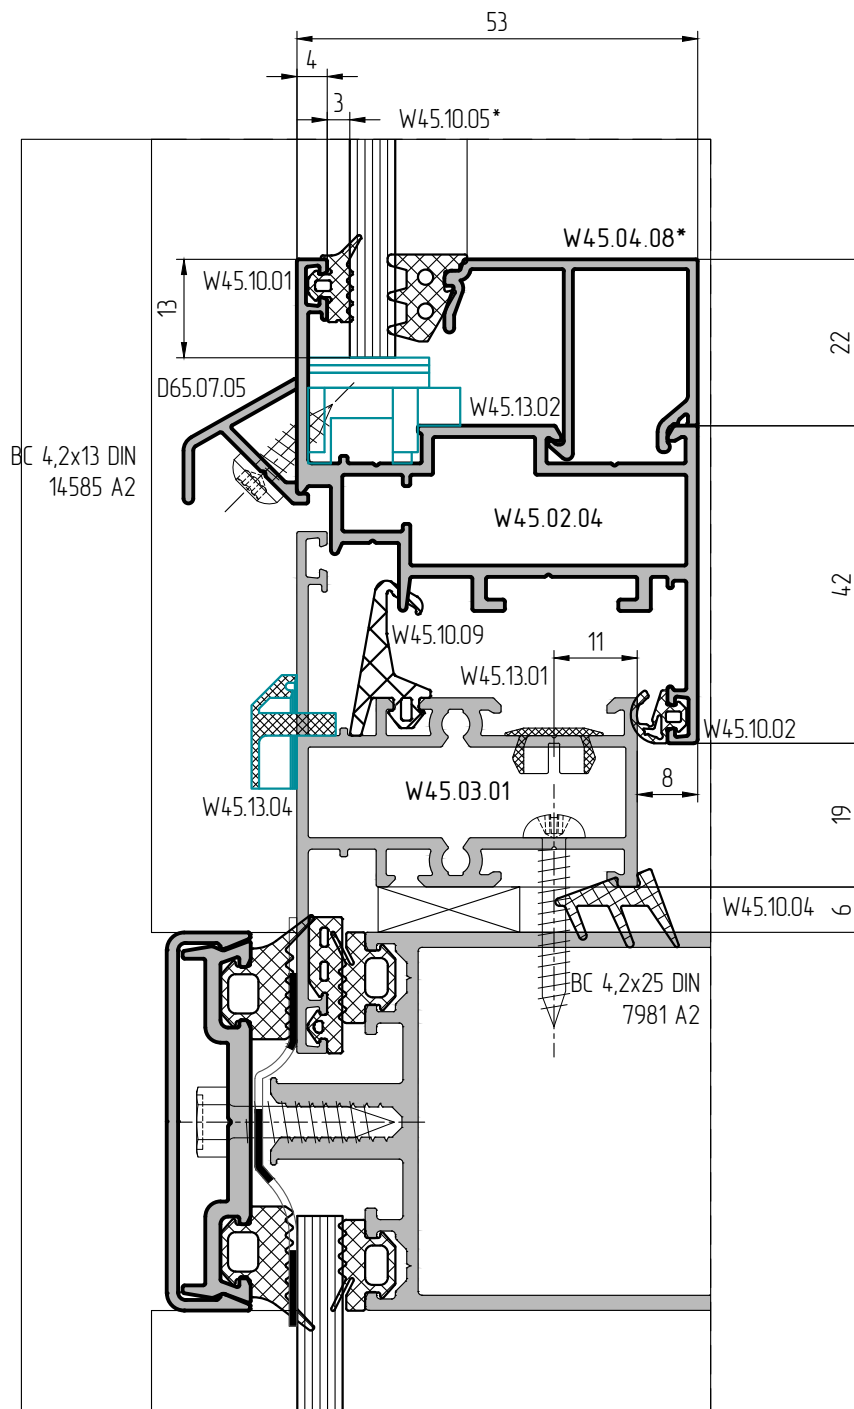 53
4
3
W45.10.05*
W45.04.08*
W45.10.01
13
22
D65.07.05
W45.13.02
BC 4,2x13 DIN
14585 A2
W45.02.04
42
W45.10.09
11
W45.13.01
W45.10.02
8
W45.03.01
W45.13.04
19
W45.10.04
6
BC 4,2x25 DIN
7981 A2